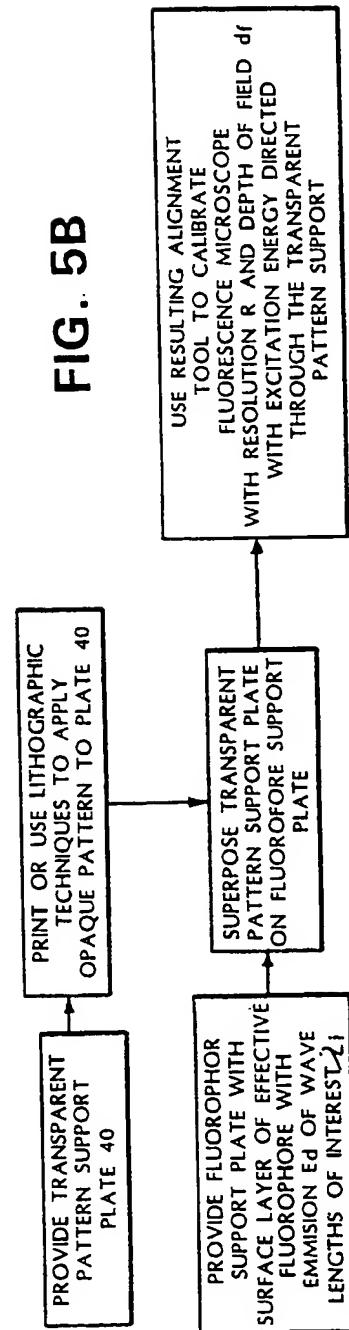 FIG. 5B
PROVIDE TRANSPARENT
PATTERN SUPPORT
PLATE 40
PRINT OR USE LITHOGRAPHIC
TECHNIQUES TO APPLY
OPAQUE PATTERN TO PLATE 40
PROVIDE FLUOROPHOR
SUPPORT PLATE WITH
SURFACE LAYER OF EFFECTIVE
FLUOROPHORE WITH
EMMISION Ed OF WAVE
LENGTHS OF INTEREST λi
SUPERPOSE TRANSPARENT
PATTERN SUPPORT PLATE
ON FLUOROFORE SUPPORT
PLATE
USE RESULTING ALIGNMENT
TOOL TO CALIBRATE
FLUORESCENCE MICROSCOPE
WITH RESOLUTION R AND DEPTH OF FIELD df
WITH EXCITATION ENERGY DIRECTED
THROUGH THE TRANSPARENT
PATTERN SUPPORT